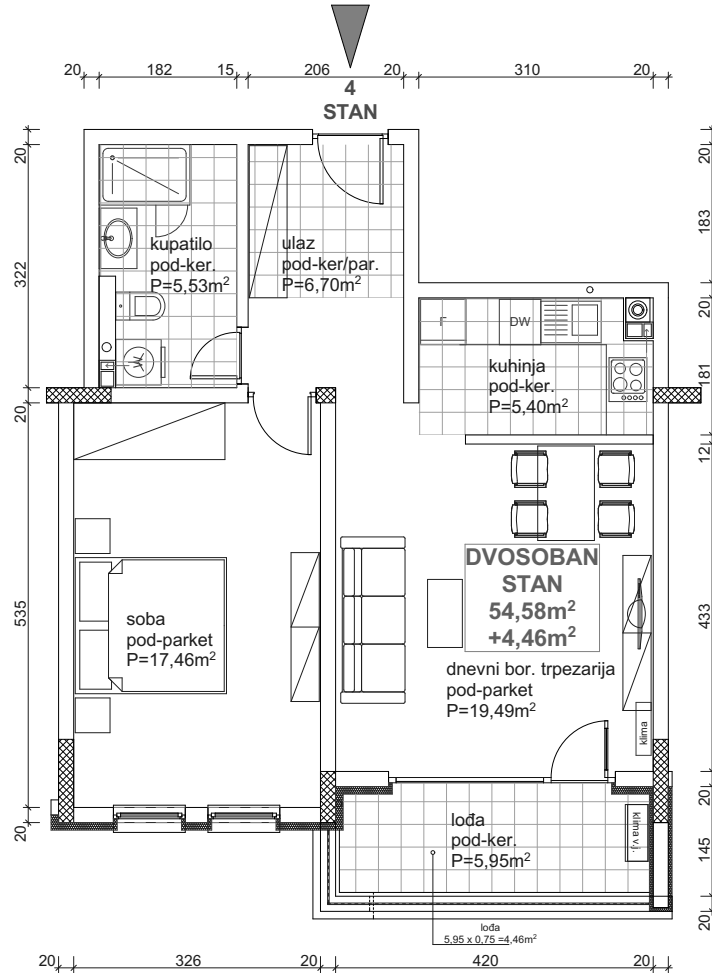 20 182 15 206 20 310 20
4
STAN
20
322
20
535
20
20
183
20
181
12
433
20
145
20
kupatilo
pod-ker.
P=5,53m²
ulaz
pod-ker/par.
P=6,70m²
DW
kuhinja
pod-ker.
P=5,40m²
DVOSOBAN
STAN
54,58m²
+4,46m²
soba
pod-parket
P=17,46m²
dnevni bor. trpezarija
pod-parket
P=19,49m²
klima
lođa
pod-ker.
P=5,95m²
klima v.j.
lođa
5,95 x 0,75 =4,46m²
20 326 20 420 20